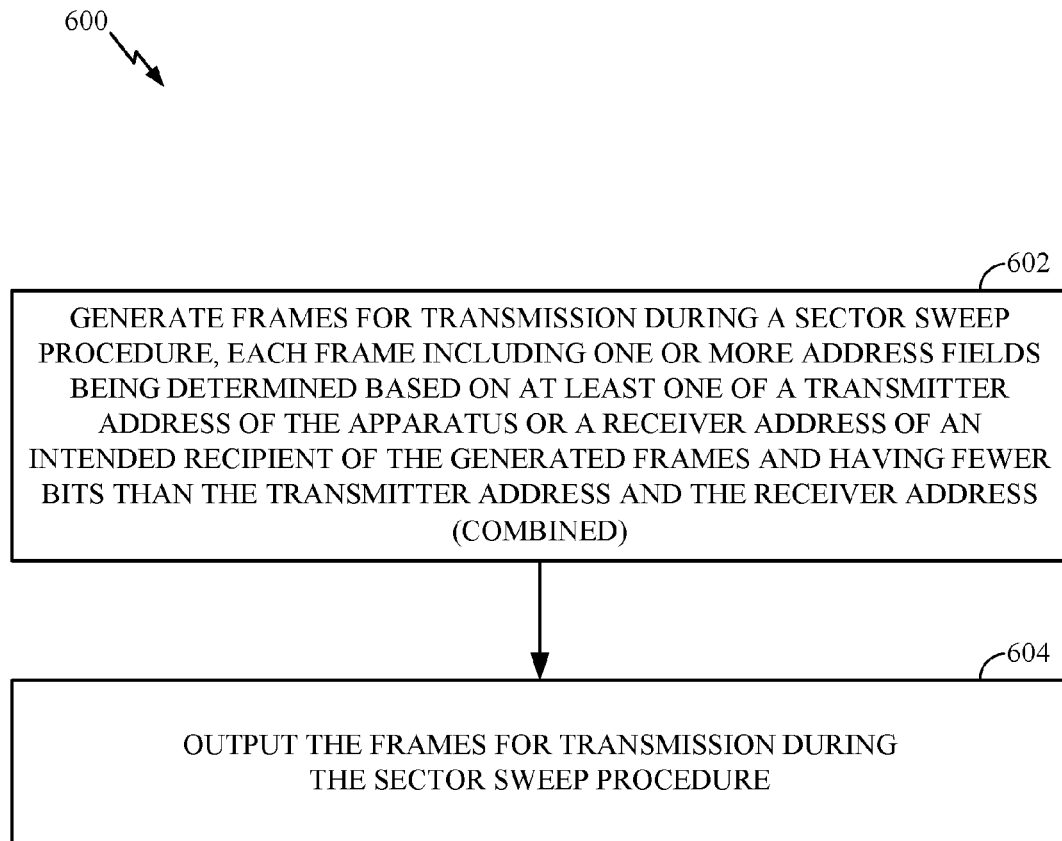 600
602
GENERATE FRAMES FOR TRANSMISSION DURING A SECTOR SWEEP
PROCEDURE, EACH FRAME INCLUDING ONE OR MORE ADDRESS FIELDS
BEING DETERMINED BASED ON AT LEAST ONE OF A TRANSMITTER
ADDRESS OF THE APPARATUS OR A RECEIVER ADDRESS OF AN
INTENDED RECIPIENT OF THE GENERATED FRAMES AND HAVING FEWER
BITS THAN THE TRANSMITTER ADDRESS AND THE RECEIVER ADDRESS
(COMBINED)
604
OUTPUT THE FRAMES FOR TRANSMISSION DURING
THE SECTOR SWEEP PROCEDURE